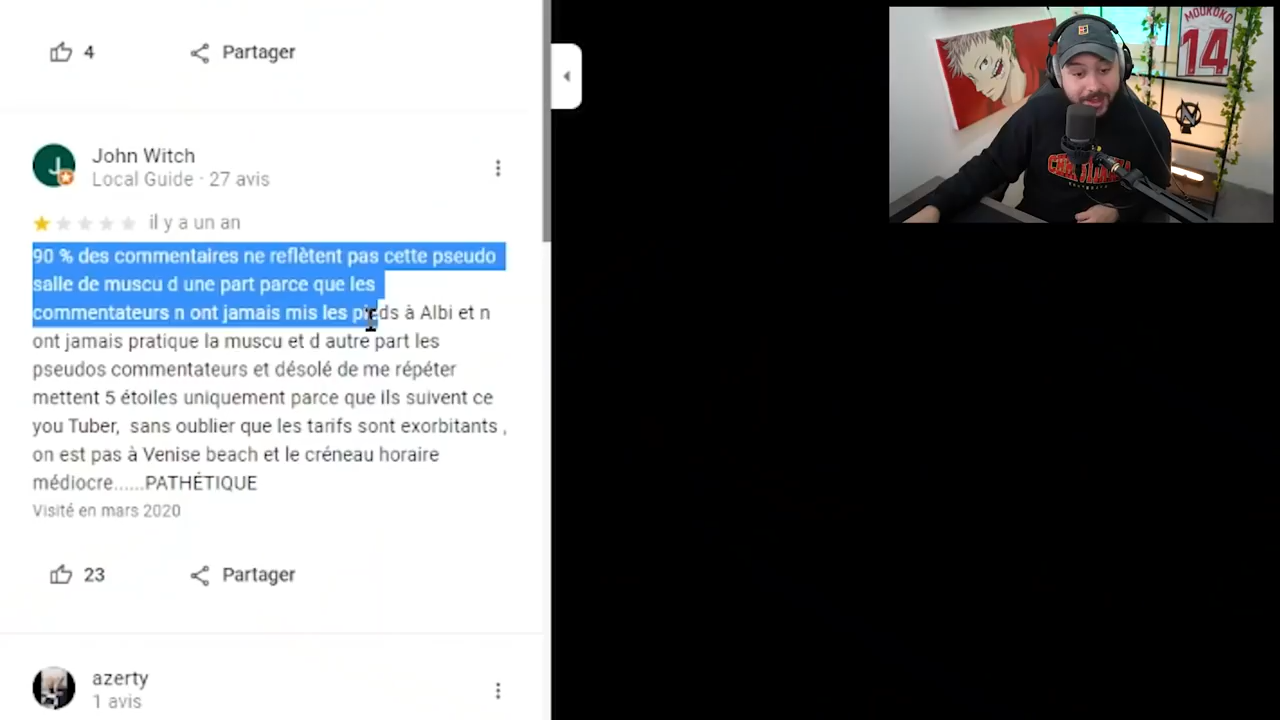 4
Partager
John Witch
Local Guide · 27 avis
il y a un an
90 % des commentaires ne reflètent pas cette pseudo
salle de muscu d une part parce que les
commentateurs n ont jamais mis les pieds à Albi et n
ont jamais pratique la muscu et d autre part les
pseudos commentateurs et désolé de me répéter
mettent 5 étoiles uniquement parce que ils suivent ce
you Tuber, sans oublier que les tarifs sont exorbitants ,
on est pas à Venise beach et le créneau horaire
médiocre......PATHÉTIQUE
Visité en mars 2020
23
Partager
azerty
1 avis
MOUKOKO
14